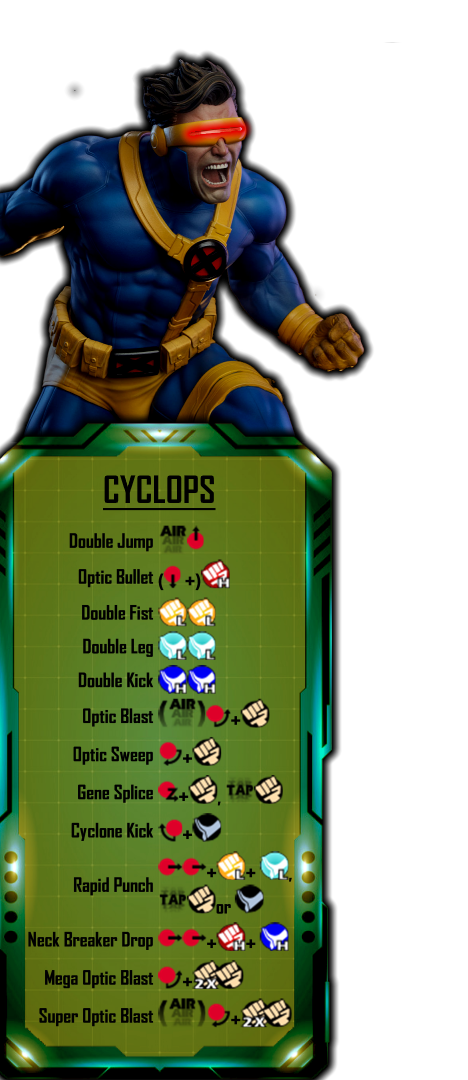 CYCLOPS
Double Jump AIR
Optic Bullet ( +) H
Double Fist L L
Double Leg L L
Double Kick H H
Optic Blast (AIR) +
Optic Sweep +
Gene Splice + , TAP
Cyclone Kick +
Rapid Punch + L + L ,
TAP or
Neck Breaker Drop + H + H
Mega Optic Blast + 2X
Super Optic Blast (AIR) + 2X